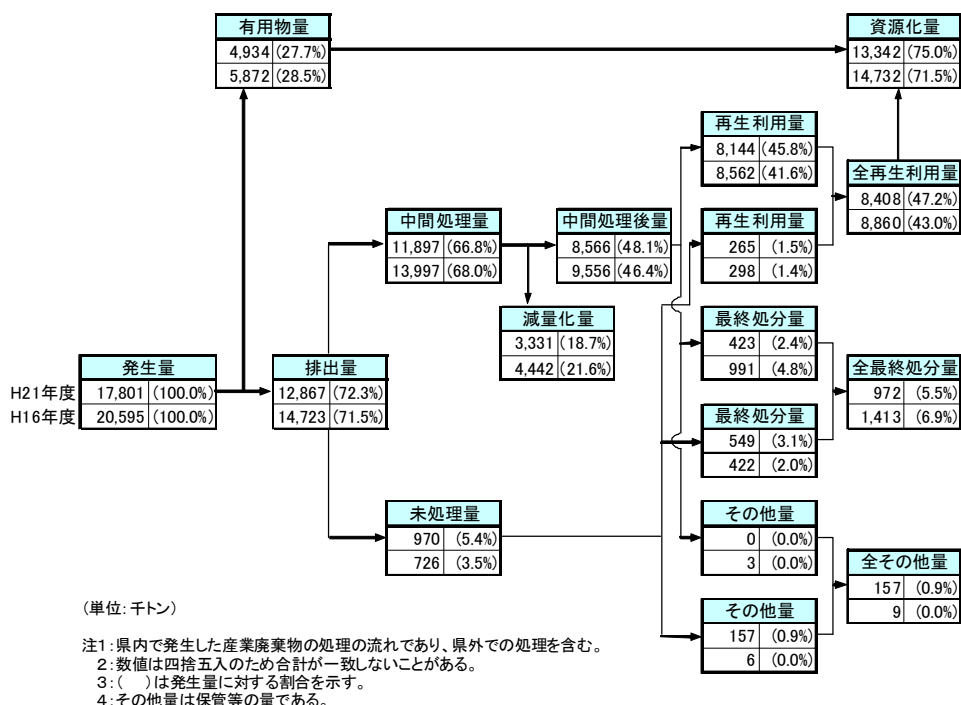 有用物量
4,934 (27.7%)
5,872 (28.5%)
資源化量
13,342 (75.0%)
14,732 (71.5%)
再生利用量
8,144 (45.8%)
8,562 (41.6%)
全再生利用量
8,408 (47.2%)
8,860 (43.0%)
中間処理量
11,897 (66.8%)
13,997 (68.0%)
中間処理後量
8,566 (48.1%)
9,556 (46.4%)
再生利用量
265 (1.5%)
298 (1.4%)
減量化量
3,331 (18.7%)
4,442 (21.6%)
最終処分量
423 (2.4%)
991 (4.8%)
発生量
H21年度 17,801 (100.0%)
H16年度 20,595 (100.0%)
排出量
12,867 (72.3%)
14,723 (71.5%)
全最終処分量
972 (5.5%)
1,413 (6.9%)
最終処分量
549 (3.1%)
422 (2.0%)
未処理量
970 (5.4%)
726 (3.5%)
その他量
0 (0.0%)
3 (0.0%)
全その他量
157 (0.9%)
9 (0.0%)
その他量
157 (0.9%)
6 (0.0%)
(単位:千トン)
注1:県内で発生した産業廃棄物の処理の流れであり、県外での処理を含む。
2:数値は四捨五入のため合計が一致しないことがある。
3:( )は発生量に対する割合を示す。
4:その他量は保管等の量である。